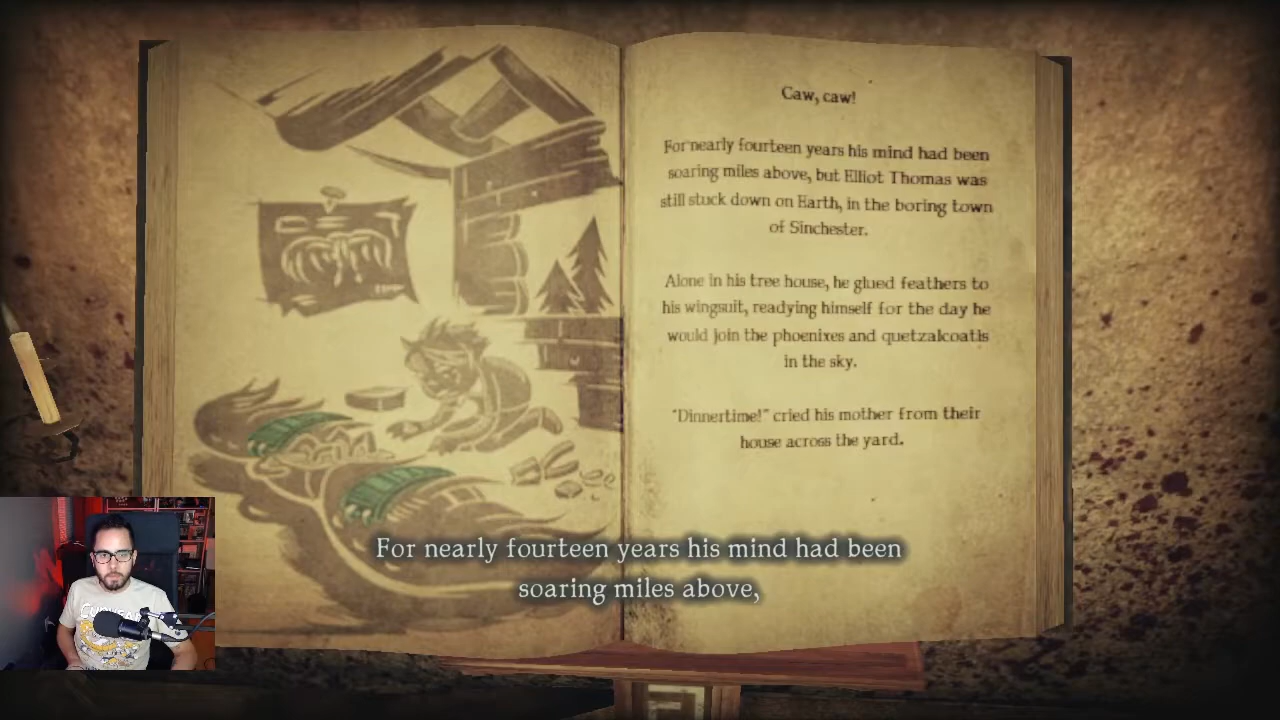 Caw, caw!
For nearly fourteen years his mind had been
soaring miles above, but Elliot Thomas was
still stuck down on Earth, in the boring town
of Sinchester.
Alone in his tree house, he glued feathers to
his wingsuit, readying himself for the day he
would join the phoenixes and quetzalcoatls
in the sky.
"Dinnertime!" cried his mother from their
house across the yard.
For nearly fourteen years his mind had been
soaring miles above,